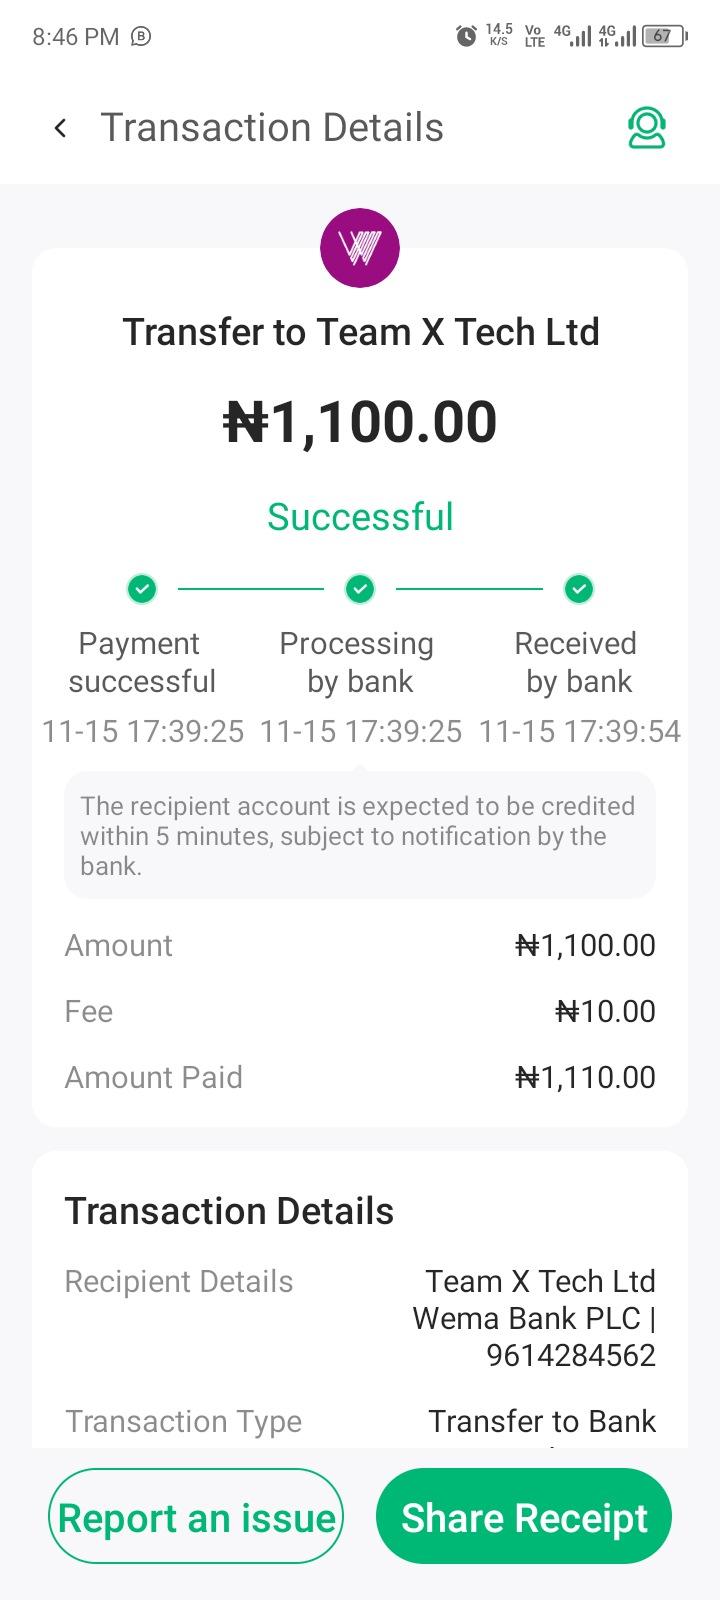 8:46 PM
14.5 K/S Vo LTE 4G 4G 67
Transaction Details
Transfer to Team X Tech Ltd
₦1,100.00
Successful
Payment successful
Processing by bank
Received by bank
11-15 17:39:25 11-15 17:39:25 11-15 17:39:54
The recipient account is expected to be credited
within 5 minutes, subject to notification by the
bank.
Amount ₦1,100.00
Fee ₦10.00
Amount Paid ₦1,110.00
Transaction Details
Recipient Details Team X Tech Ltd
Wema Bank PLC |
9614284562
Transaction Type Transfer to Bank
Report an issue Share Receipt